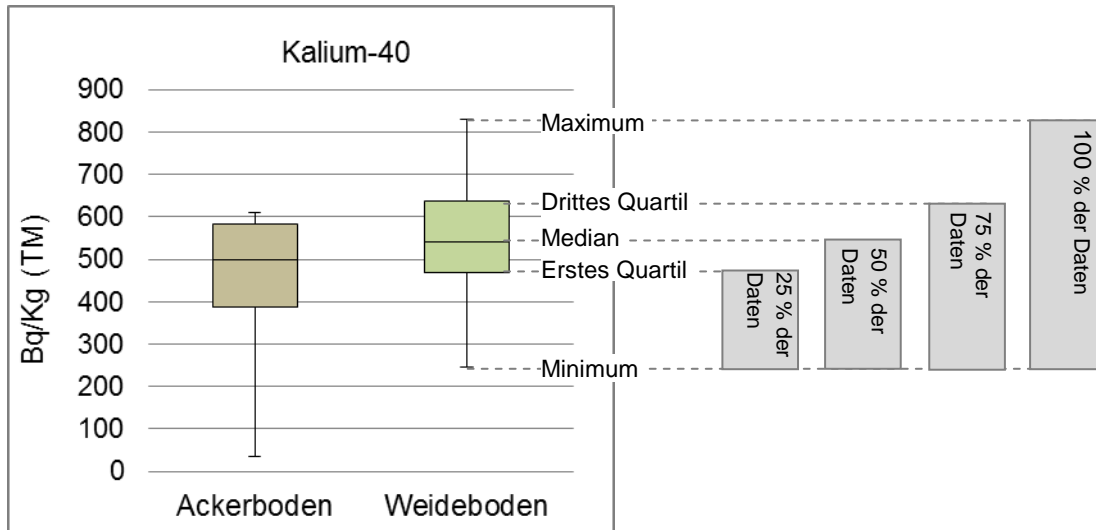 Kalium-40
900
800
700
600
500
400
300
200
100
0
Bq/Kg (TM)
Ackerboden
Weideboden
Maximum
Drittes Quartil
Median
Erstes Quartil
Minimum
25 % der
Daten
50 % der
Daten
75 % der
Daten
100 % der Daten